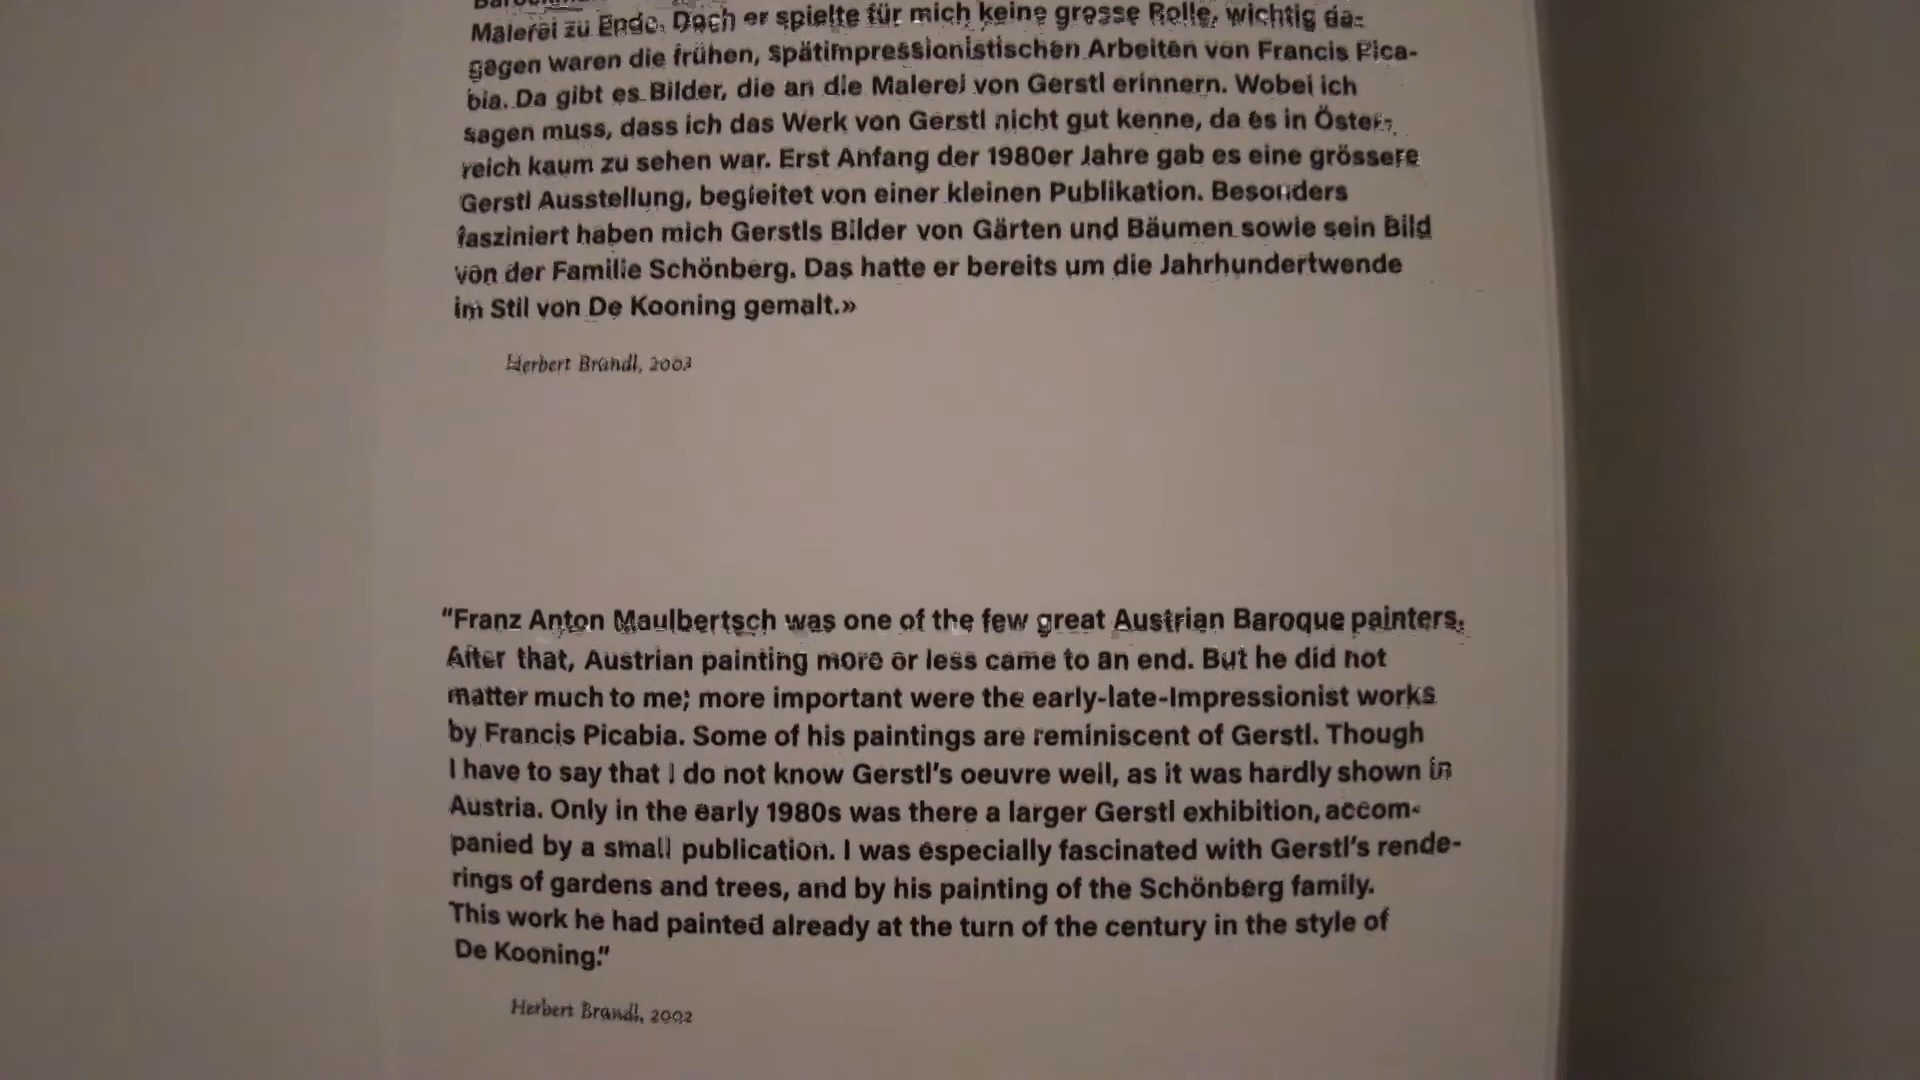 Malerei zu Ende. Doch er spielte für mich keine grosse Rolle, wichtig da-
gegen waren die frühen, spätimpressionistischen Arbeiten von Francis Pica-
bia. Da gibt es Bilder, die an die Malerei von Gerstl erinnern. Wobei ich
sagen muss, dass ich das Werk von Gerstl nicht gut kenne, da es in Öster-
reich kaum zu sehen war. Erst Anfang der 1980er Jahre gab es eine grössere
Gerstl Ausstellung, begleitet von einer kleinen Publikation. Besonders
fasziniert haben mich Gerstls Bilder von Gärten und Bäumen sowie sein Bild
von der Familie Schönberg. Das hatte er bereits um die Jahrhundertwende
im Stil von De Kooning gemalt.»
Herbert Brandl,
“Franz Anton Maulbertsch was one of the few great Austrian Baroque painters.
After that, Austrian painting more or less came to an end. But he did not
matter much to me; more important were the early-late-Impressionist works
by Francis Picabia. Some of his paintings are reminiscent of Gerstl. Though
I have to say that I do not know Gerstl’s oeuvre well, as it was hardly shown in
Austria. Only in the early 1980s was there a larger Gerstl exhibition, accom-
panied by a small publication. I was especially fascinated with Gerstl’s rende-
rings of gardens and trees, and by his painting of the Schönberg family.
This work he had painted already at the turn of the century in the style of
De Kooning.”
Herbert Brandl,